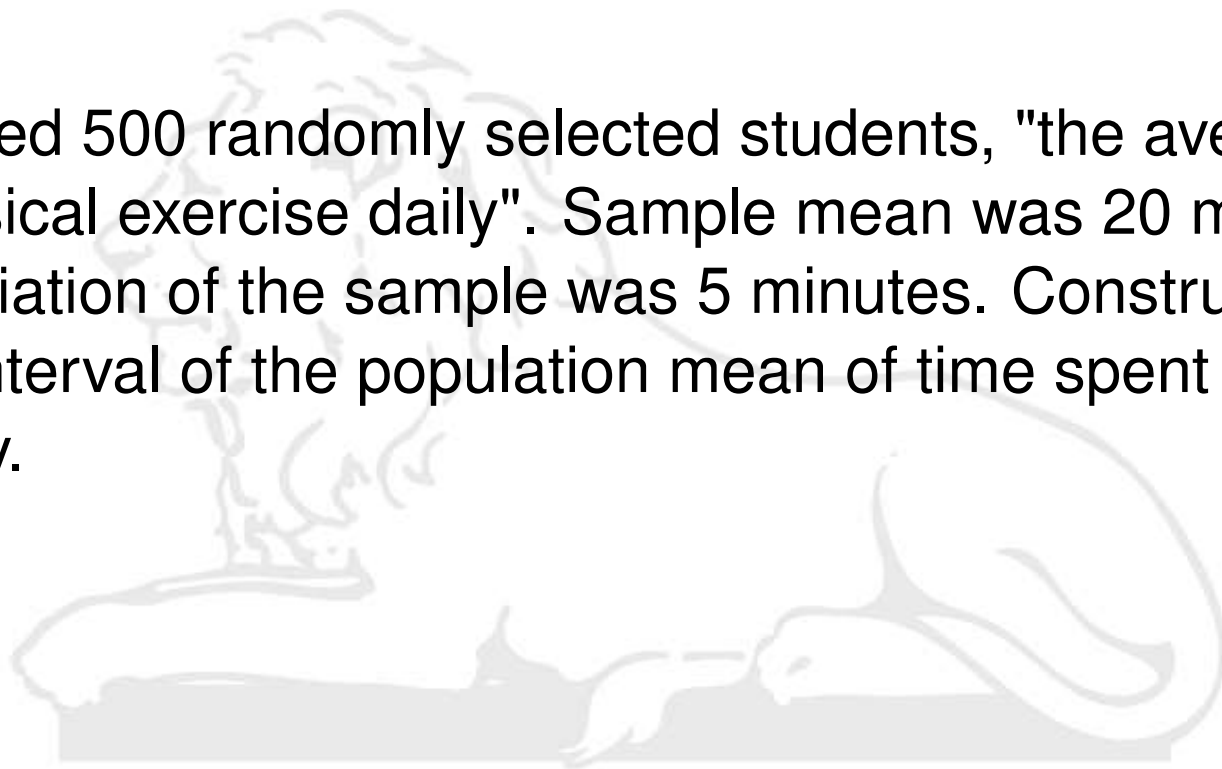 ed 500 randomly selected students, "the ave
sical exercise daily". Sample mean was 20 m
iation of the sample was 5 minutes. Constru
nterval of the population mean of time spent
y.